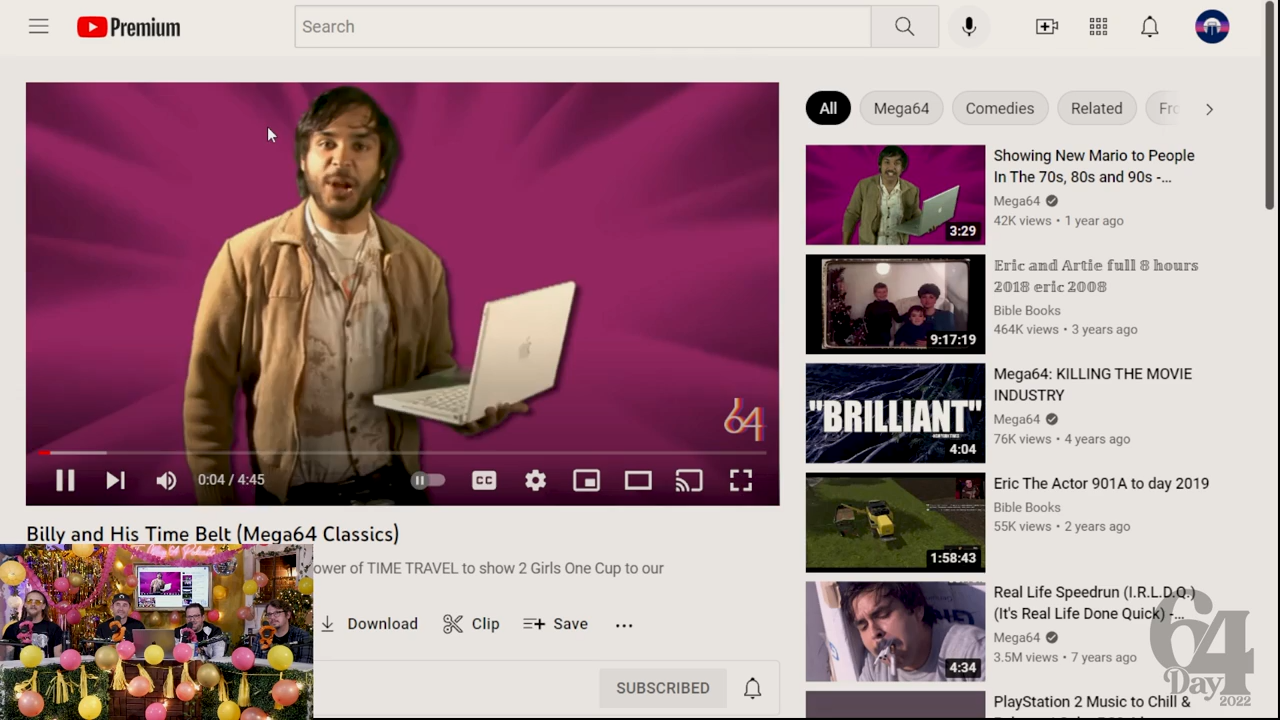 Premium
Search
All
Mega64
Comedies
Related
Fro
3:29
Showing New Mario to People
In The 70s, 80s and 90s -...
Mega64
42K views • 1 year ago
9:17:19
𝔼𝕣𝕚𝕔 𝕒𝕟𝕕 𝔸𝕣𝕥𝕚𝕖 𝕗𝕦𝕝𝕝 𝟠 𝕙𝕠𝕦𝕣𝕤
𝟚𝟘𝟙𝟠 𝕖𝕣𝕚𝕔 𝟚𝟘𝟘𝟠
Bible Books
464K views • 3 years ago
"BRILLIANT"
4:04
Mega64: KILLING THE MOVIE
INDUSTRY
Mega64
76K views • 4 years ago
1:58:43
Eric The Actor 901A to day 2019
Bible Books
55K views • 2 years ago
4:34
Real Life Speedrun (I.R.L.D.Q.)
(It's Real Life Done Quick) -...
Mega64
3.5M views • 7 years ago
PlayStation 2 Music to Chill &
64
0:04 / 4:45
CC
Billy and His Time Belt (Mega64 Classics)
ower of TIME TRAVEL to show 2 Girls One Cup to our
Download
Clip
Save
...
SUBSCRIBED
64
Day
2022